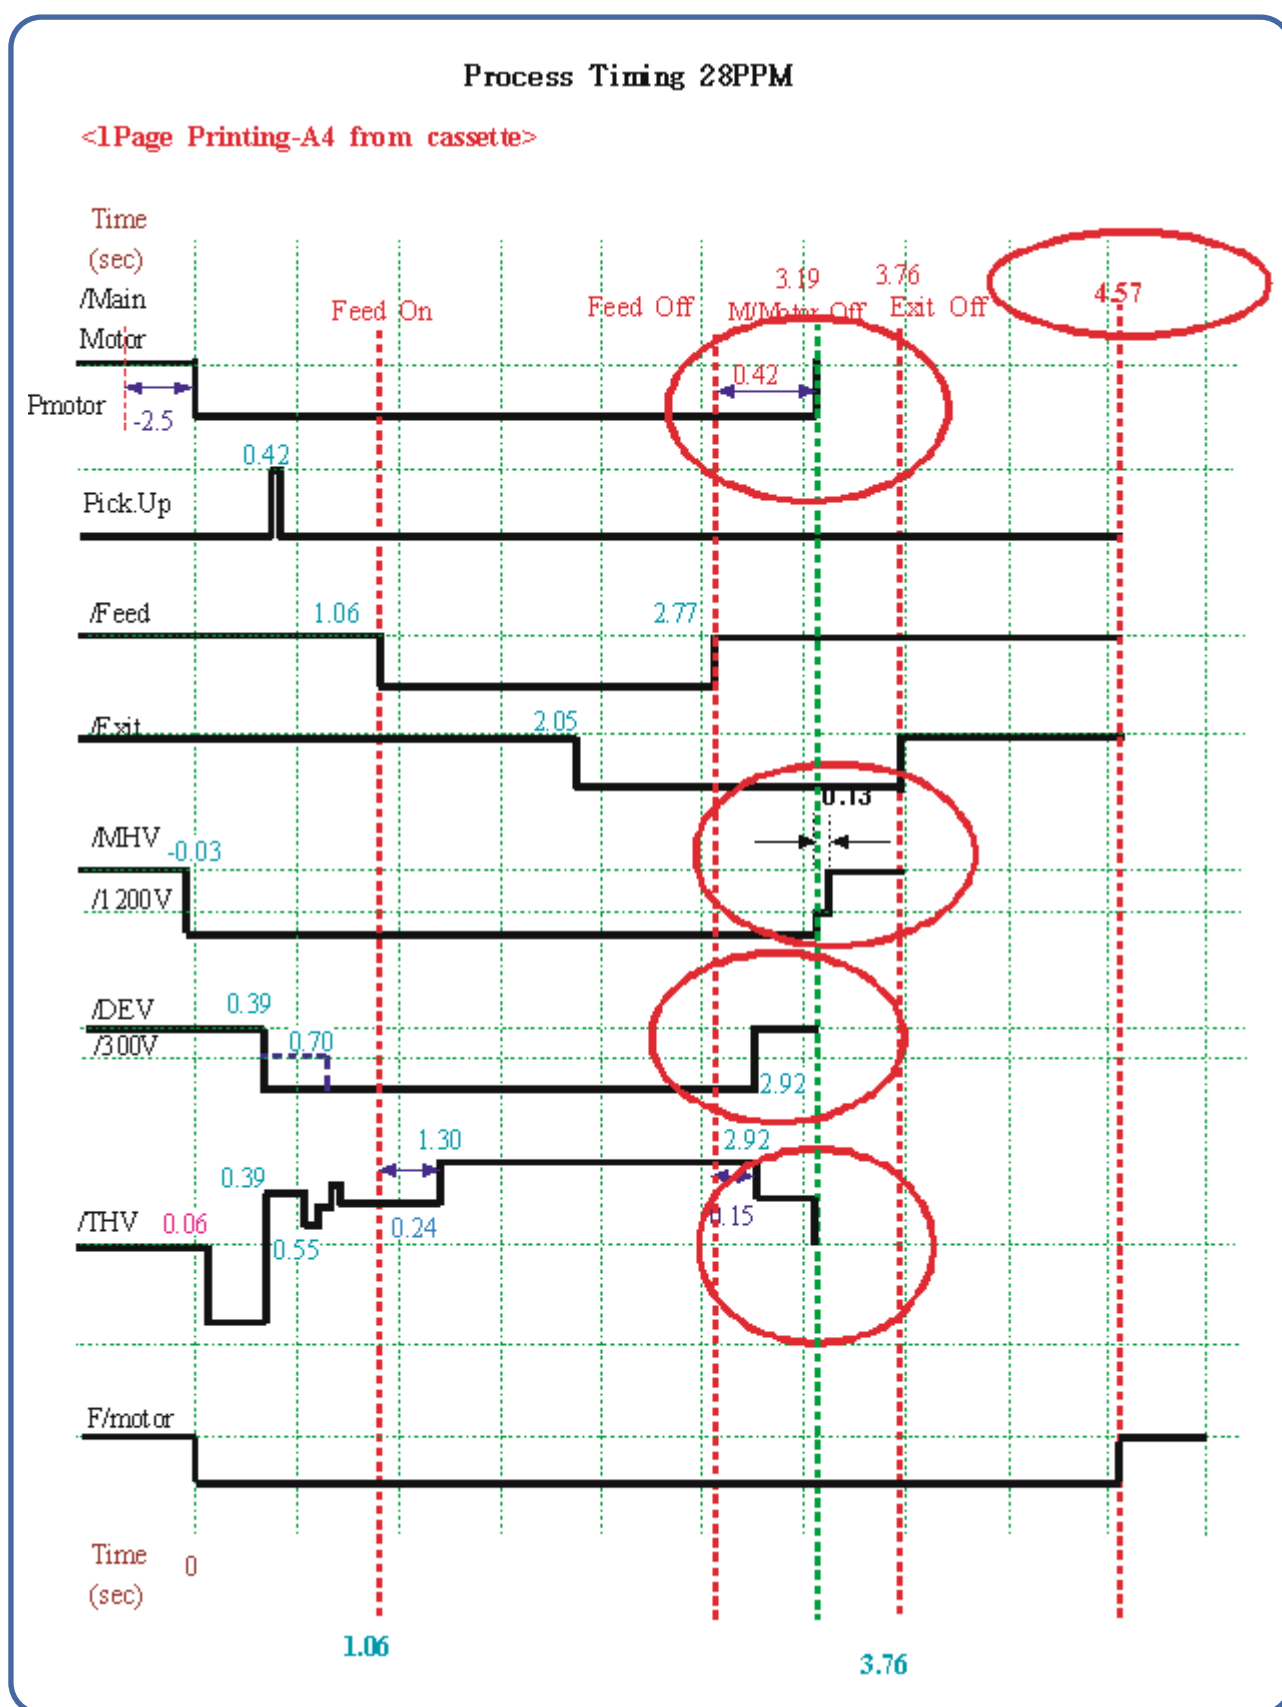 Process Timing 28PPM
<1Page Printing-A4 from cassette>
Time
(sec)
3.19 3.76 4.57
/Main
Motor
Feed On Feed Off M/Motor Off Exit Off
0.42
Pmotor -2.5
0.42
Pick.Up
/Feed 1.06 2.77
/Exit 2.05
0.13
/MHV
-0.03
/1200V
/DEV 0.39
/300V 0.70
2.92
1.30 2.92
0.39
/THV 0.06 0.55 0.24 0.15
F/motor
Time
(sec)
0
1.06 3.76